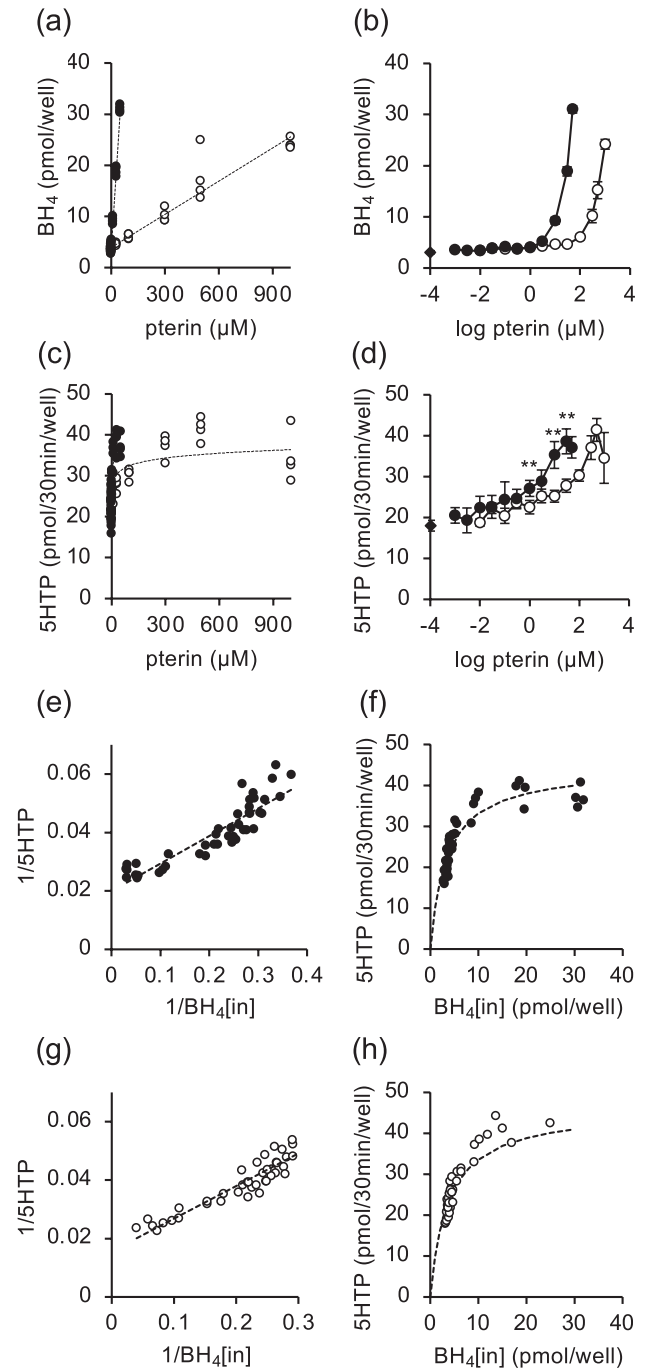 (a)
BH₄ (pmol/well)
40
30
20
10
0
0 300 600 900
pterin (µM)
(b)
BH₄ (pmol/well)
40
30
20
10
0
-4 -2 0 2 4
log pterin (µM)
(c)
5HTP (pmol/30min/well)
50
40
30
20
10
0
0 300 600 900
pterin (µM)
(d)
5HTP (pmol/30min/well)
50
40
30
20
10
0
**
**
**
-4 -2 0 2 4
log pterin (µM)
(e)
1/5HTP
0.06
0.04
0.02
0
0 0.1 0.2 0.3 0.4
1/BH₄[in]
(f)
5HTP (pmol/30min/well)
50
40
30
20
10
0
0 10 20 30 40
BH₄[in] (pmol/well)
(g)
1/5HTP
0.06
0.04
0.02
0
0 0.1 0.2 0.3
1/BH₄[in]
(h)
5HTP (pmol/30min/well)
50
40
30
20
10
0
0 10 20 30 40
BH₄[in] (pmol/well)